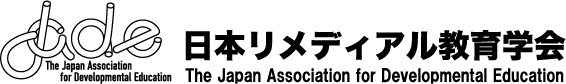 jade
The Japan Association
for Developmental Education
日本リメディアル教育学会
The Japan Association for Developmental Education